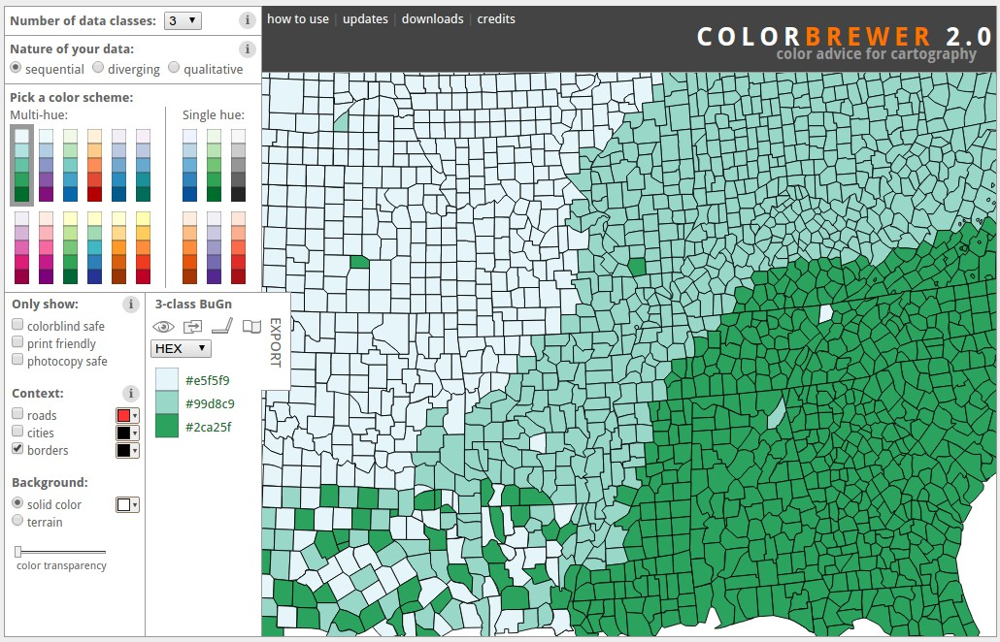 Number of data classes: 3 i
how to use | updates | downloads | credits
COLORBREWER 2.0
color advice for cartography
Nature of your data: i
sequential diverging qualitative
Pick a color scheme:
Multi-hue: Single hue:
Only show: i
colorblind safe
print friendly
photocopy safe
Context: i
roads
cities
borders
Background:
solid color
terrain
color transparency
3-class BuGn
EXPORT
HEX
#e5f5f9
#99d8c9
#2ca25f